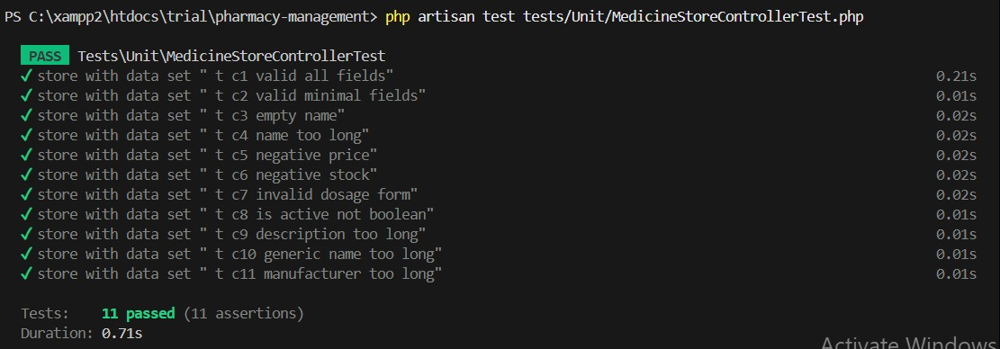 PS C:\xampp2\htdocs\trial\pharmacy-management> php artisan test tests/Unit/MedicineStoreControllerTest.php
PASS Tests\Unit\MedicineStoreControllerTest
✓ store with data set " t c1 valid all fields" 0.21s
✓ store with data set " t c2 valid minimal fields" 0.01s
✓ store with data set " t c3 empty name" 0.02s
✓ store with data set " t c4 name too long" 0.02s
✓ store with data set " t c5 negative price" 0.02s
✓ store with data set " t c6 negative stock" 0.02s
✓ store with data set " t c7 invalid dosage form" 0.02s
✓ store with data set " t c8 is active not boolean" 0.01s
✓ store with data set " t c9 description too long" 0.01s
✓ store with data set " t c10 generic name too long" 0.01s
✓ store with data set " t c11 manufacturer too long" 0.01s
Tests: 11 passed (11 assertions)
Duration: 0.71s
Activate Windows